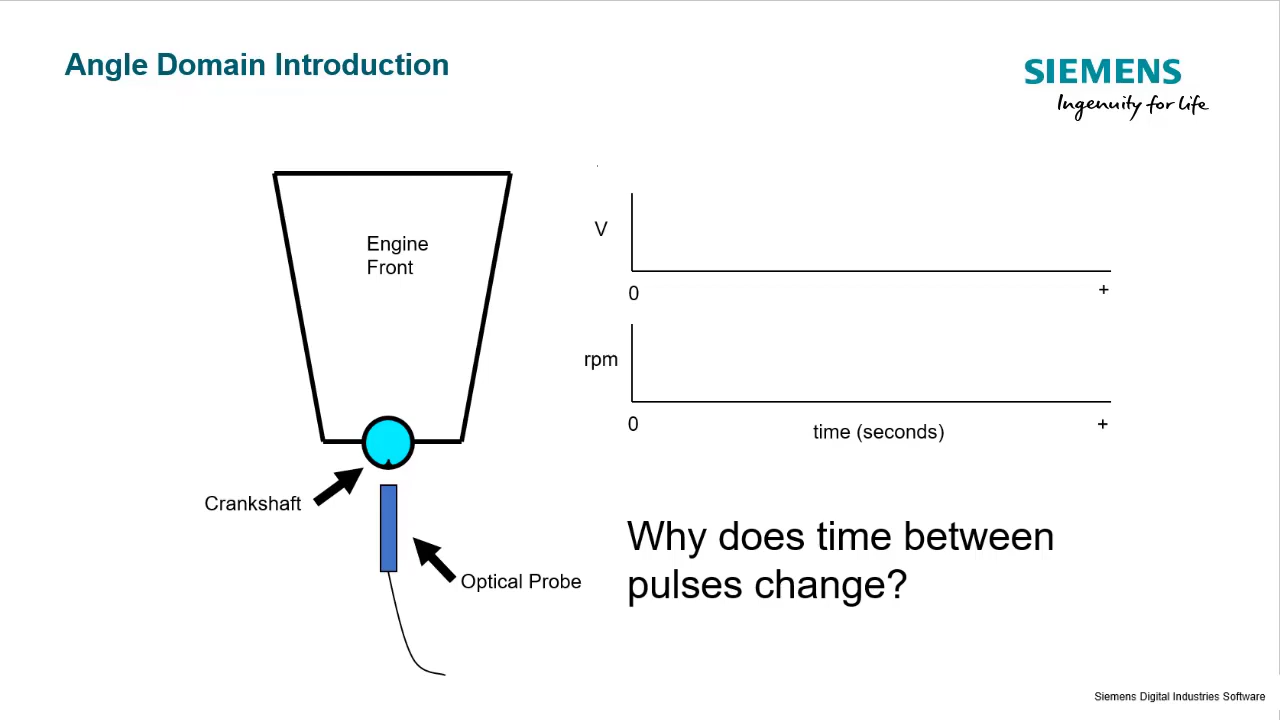 Angle Domain Introduction
SIEMENS
Ingenuity for life
Engine
Front
V
0
+
rpm
0
+
time (seconds)
Crankshaft
Optical Probe
Why does time between
pulses change?
Siemens Digital Industries Software